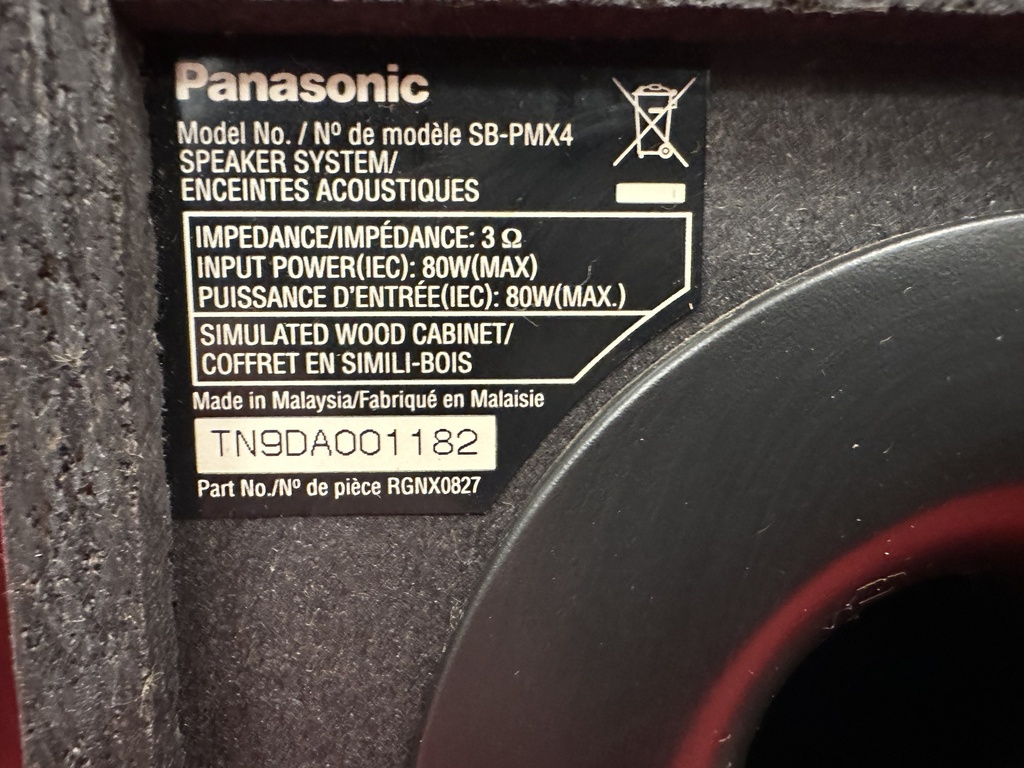 Panasonic
Model No. / Nº de modèle SB-PMX4
SPEAKER SYSTEM/
ENCEINTES ACOUSTIQUES
IMPEDANCE/IMPÉDANCE: 3 Ω
INPUT POWER(IEC): 80W(MAX)
PUISSANCE D'ENTRÉE(IEC): 80W(MAX.)
SIMULATED WOOD CABINET/
COFFRET EN SIMILI-BOIS
Made in Malaysia/Fabriqué en Malaisie
TN9DA001182
Part No./Nº de pièce RGNX0827